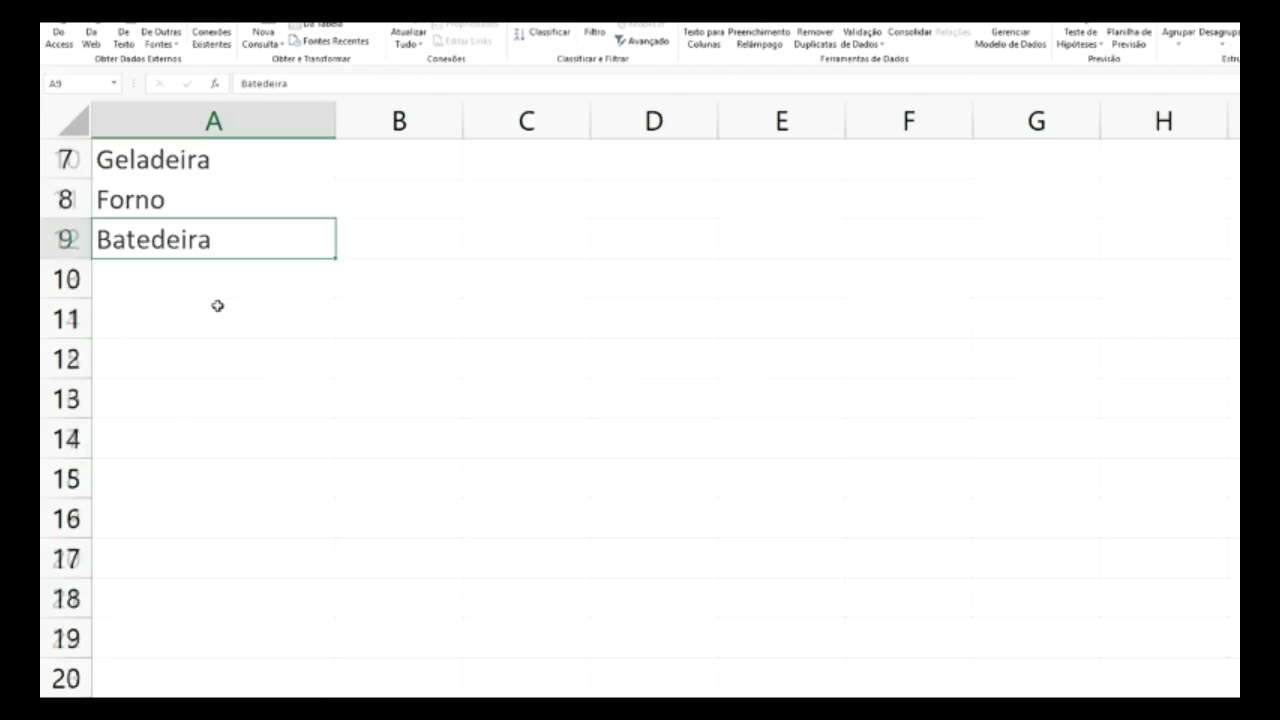 Do Da De De Outras Conexões Nova Atualizar
Access Web Texto Fontes Existentes Consulta Fontes Recentes Tudo Editar Links
Classificar Filtro Avançado
Texto para Preenchimento Remover Validação Consolidar Relações Gerenciar Teste de Planilha de Agrupar Desagrupa
Colunas Relâmpago Duplicatas de Dados Modelo de Dados Hipóteses Previsão
Obter Dados Externos Obter e Transformar Conexões Classificar e Filtrar Ferramentas de Dados Previsão Estru
A9 fx Batedeira
A B C D E F G H
7 Geladeira
8 Forno
9 Batedeira
10
11
12
13
14
15
16
17
18
19
20